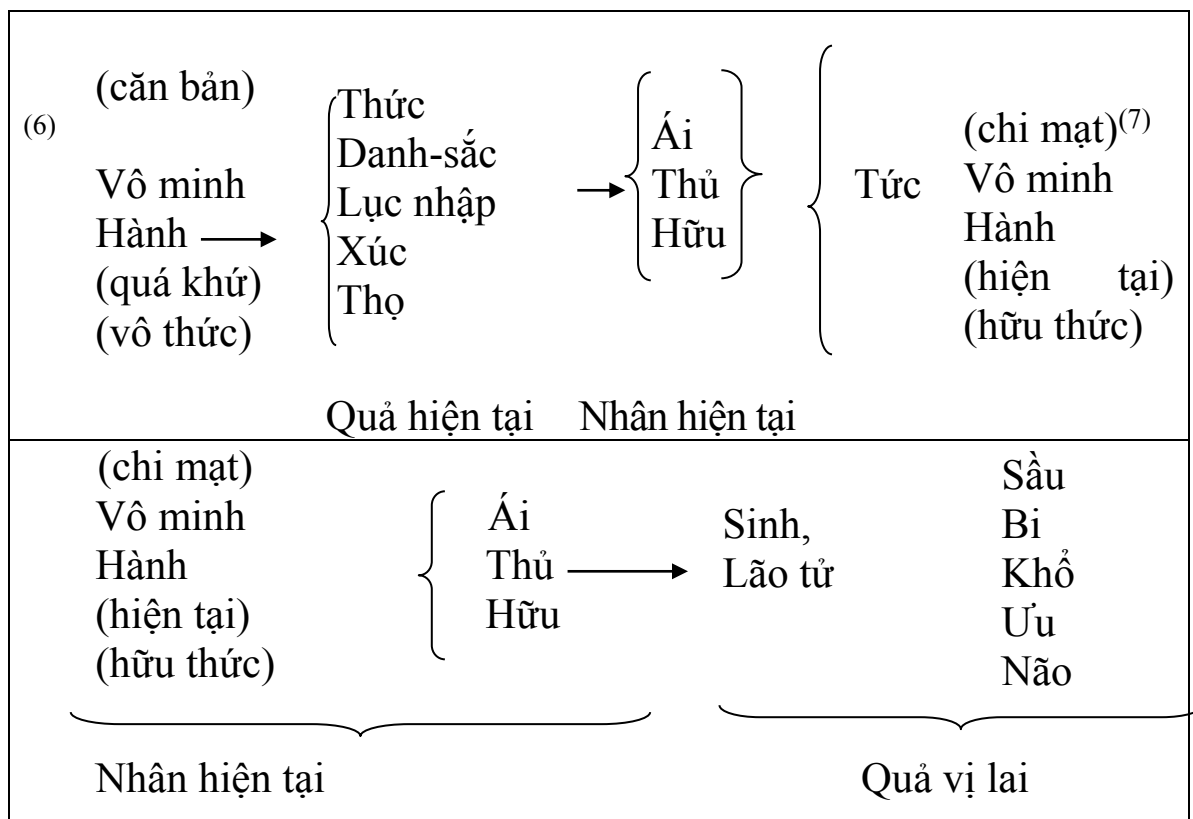 (6)
(căn bản)
Vô minh
Hành
(quá khứ)
(vô thức)
Thức
Danh-sắc
Lục nhập
Xúc
Thọ
Ái
Thủ
Hữu
Tức
(chi mạt)(7)
Vô minh
Hành
(hiện tại)
(hữu thức)
Quả hiện tại
Nhân hiện tại
(chi mạt)
Vô minh
Hành
(hiện tại)
(hữu thức)
Ái
Thủ
Hữu
Sinh,
Lão tử
Sầu
Bi
Khổ
Ưu
Não
Nhân hiện tại
Quả vị lai